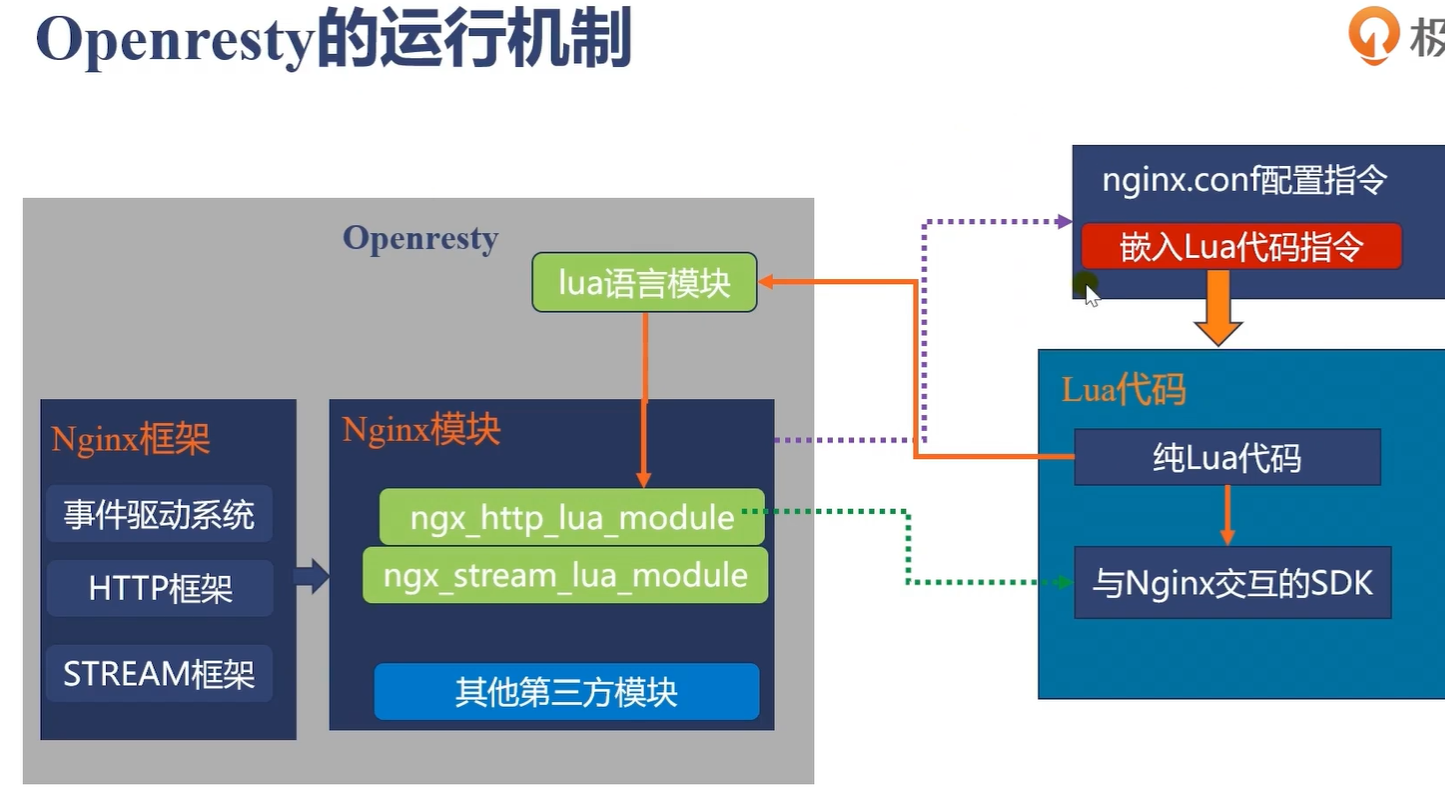 Openresty的运行机制
极
nginx.conf配置指令
嵌入Lua代码指令
Openresty
lua语言模块
Lua代码
纯Lua代码
与Nginx交互的SDK
Nginx框架
事件驱动系统
HTTP框架
STREAM框架
Nginx模块
ngx_http_lua_module
ngx_stream_lua_module
其他第三方模块